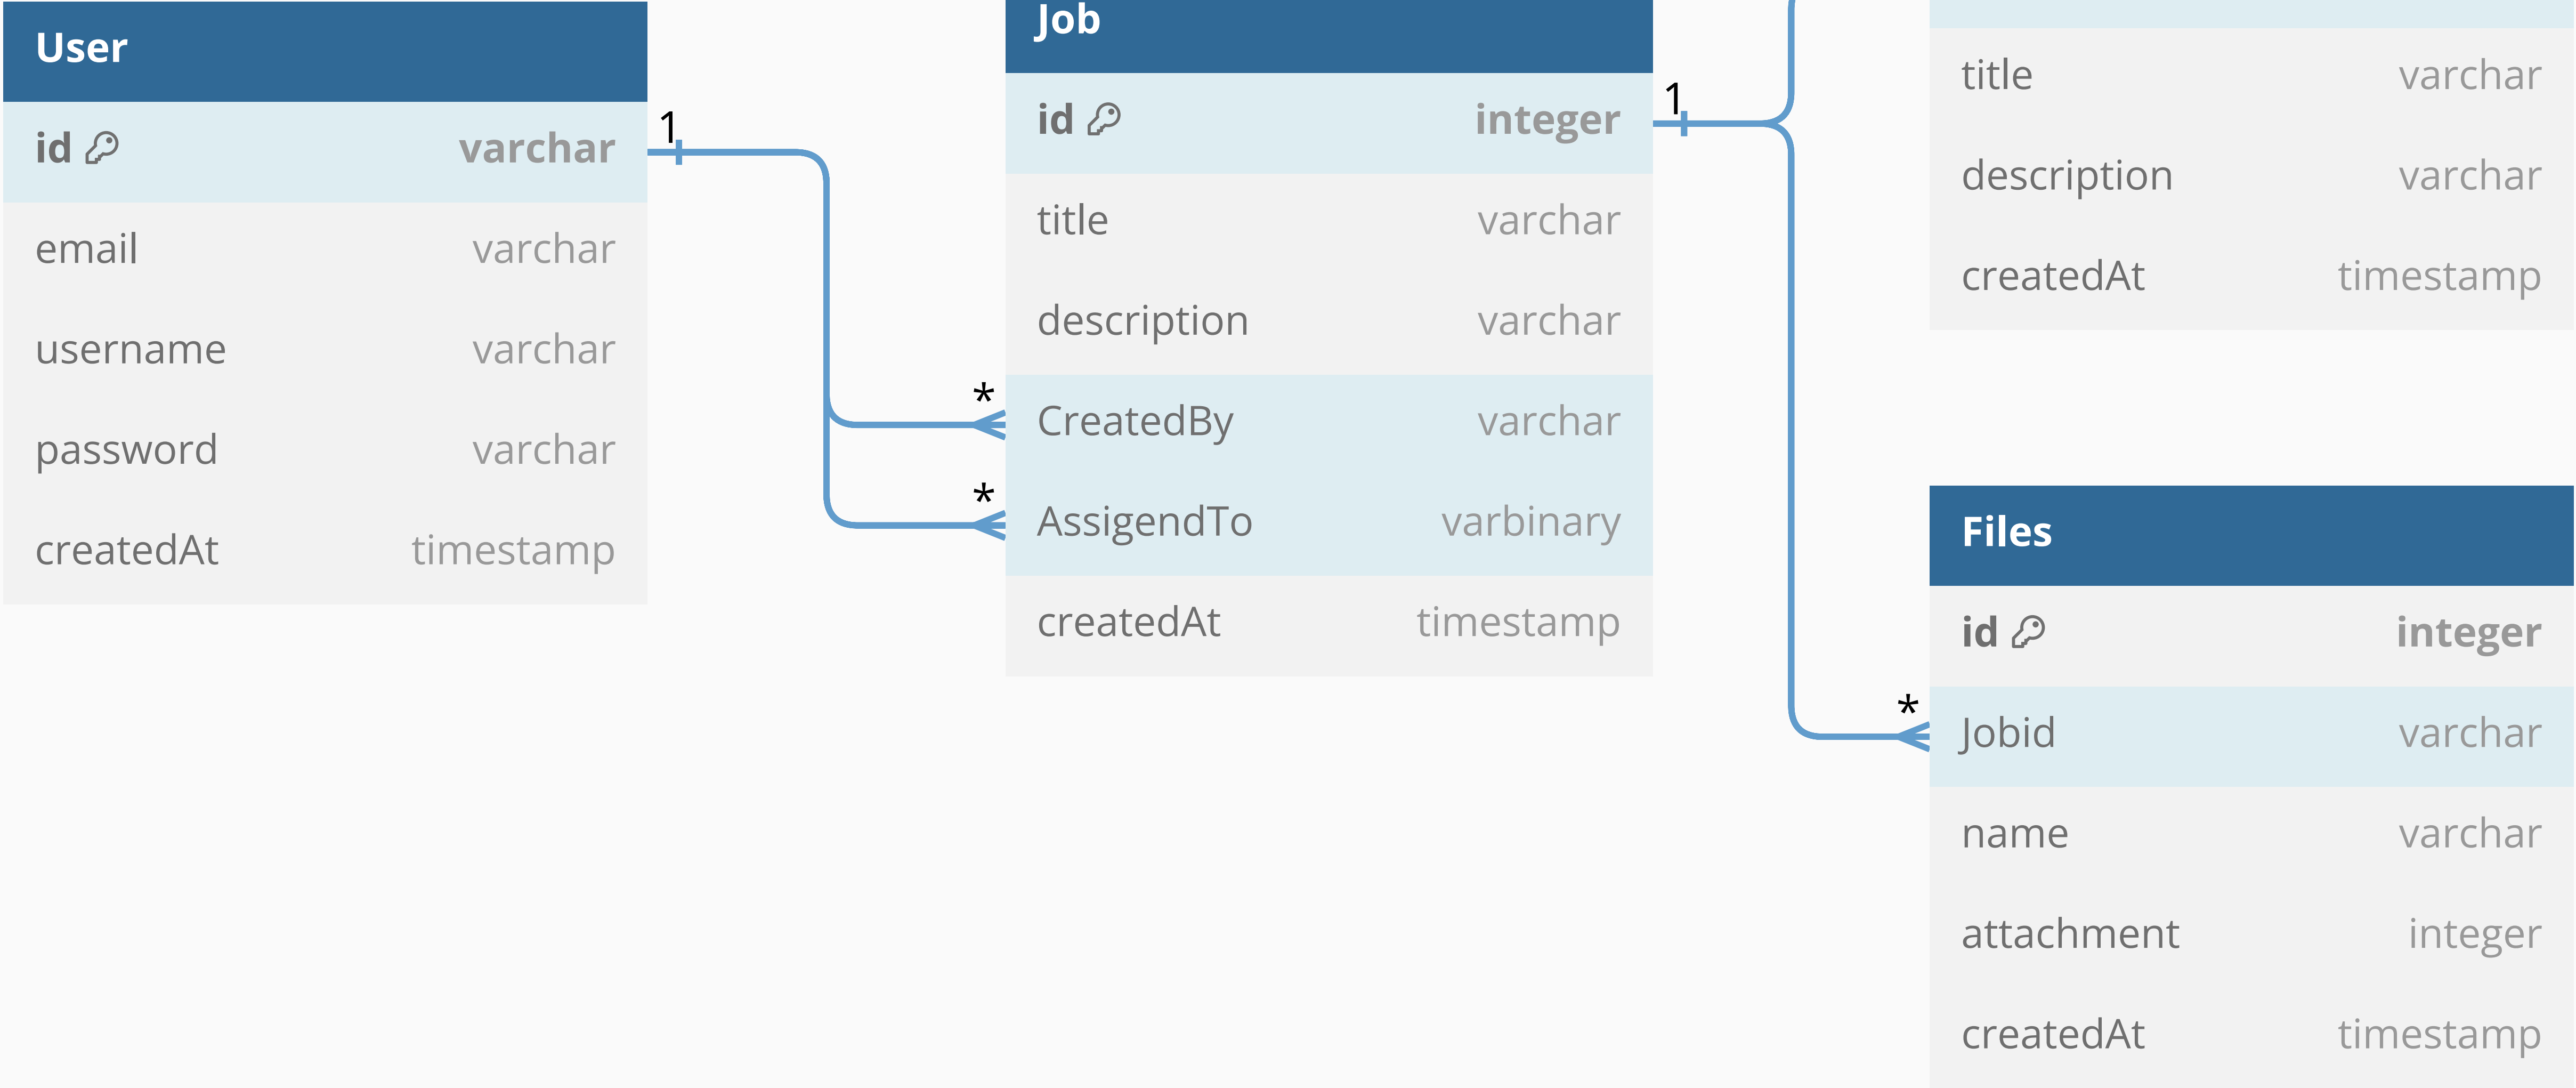 User
id varchar
email varchar
username varchar
password varchar
createdAt timestamp
1
*
*
Job
id integer
title varchar
description varchar
CreatedBy varchar
AssigendTo varbinary
createdAt timestamp
1
*
title varchar
description varchar
createdAt timestamp
Files
id integer
Jobid varchar
name varchar
attachment integer
createdAt timestamp